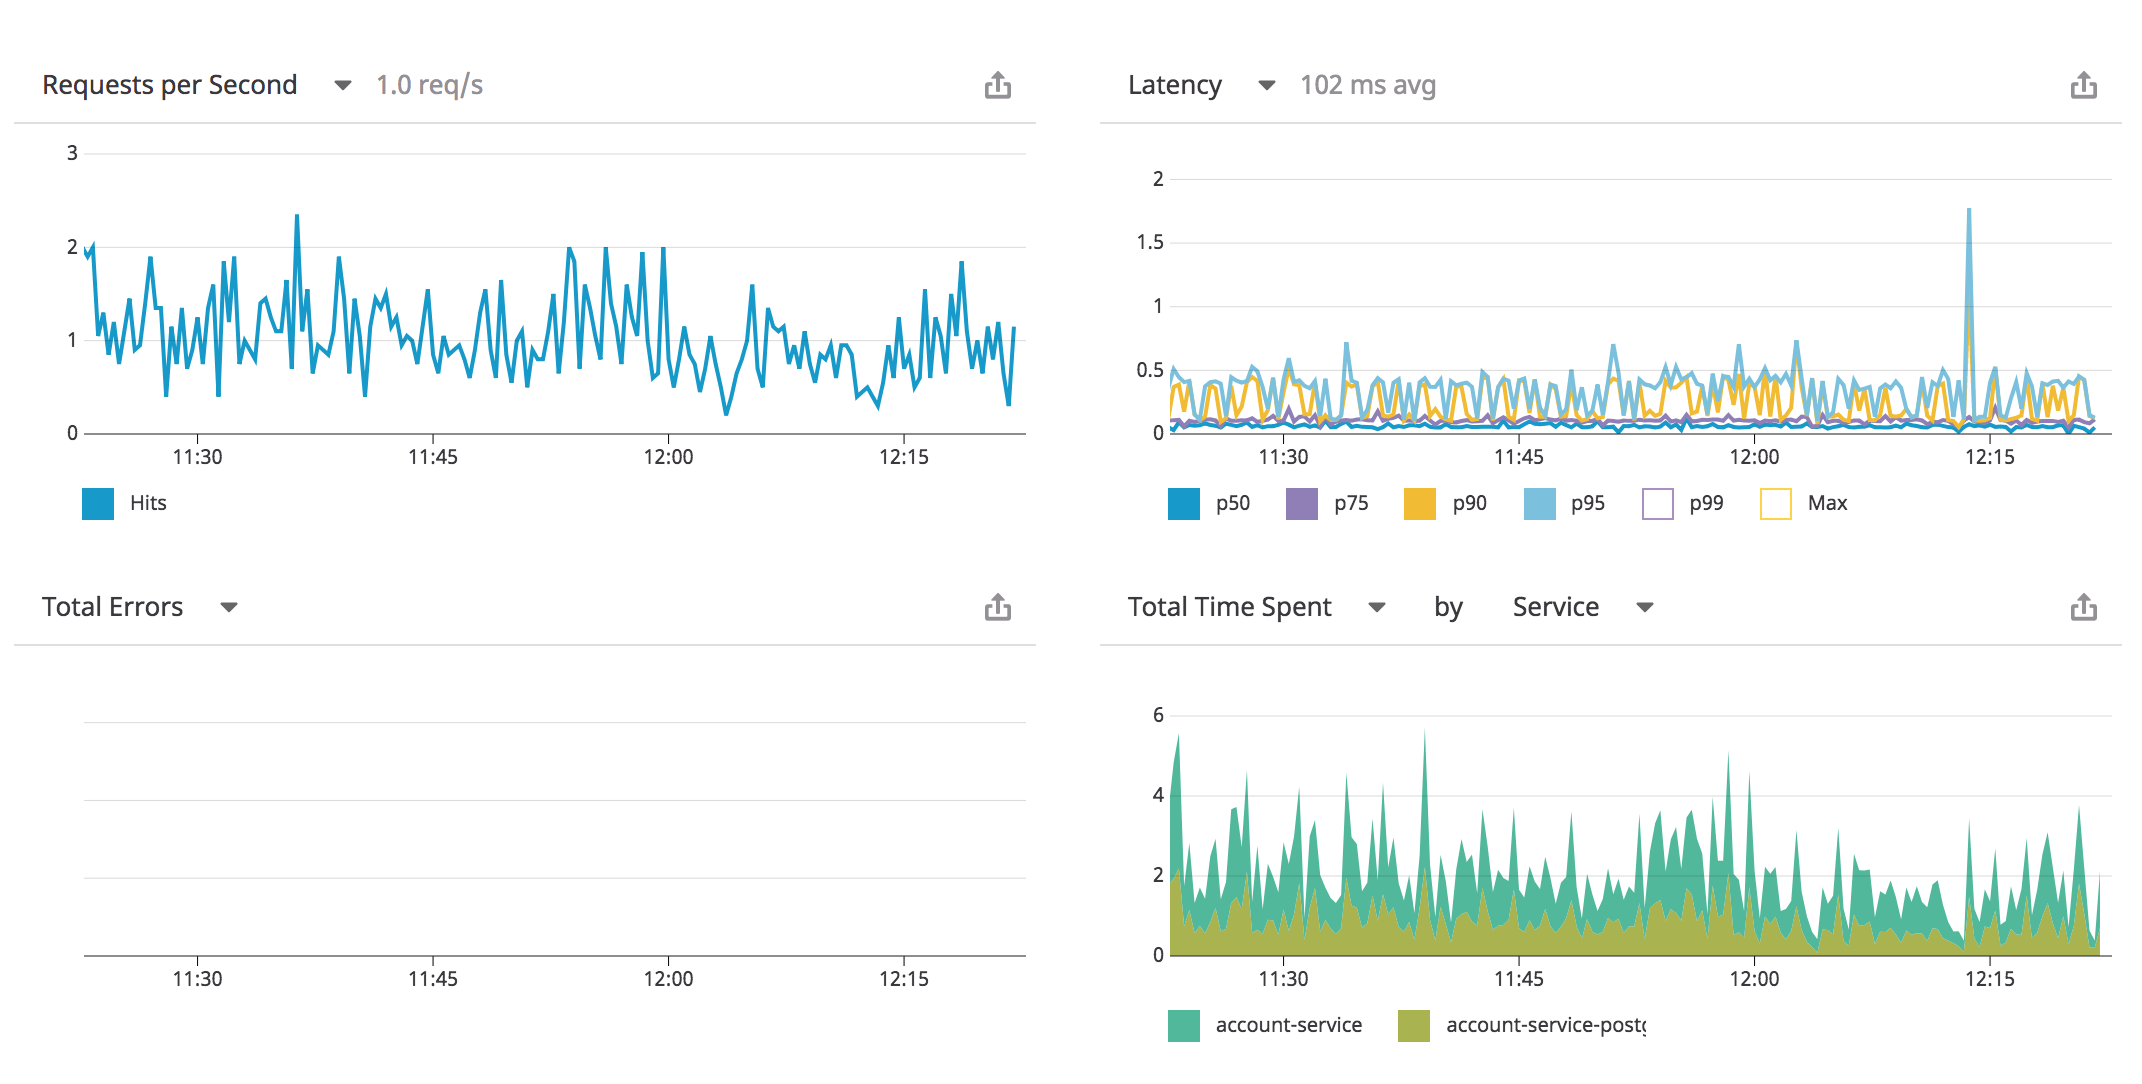 Requests per Second 1.0 req/s
3
2
1
0
11:30 11:45 12:00 12:15
Hits
Latency 102 ms avg
2
1.5
1
0.5
0
11:30 11:45 12:00 12:15
p50 p75 p90 p95 p99 Max
Total Errors
11:30 11:45 12:00 12:15
Total Time Spent by Service
6
4
2
0
11:30 11:45 12:00 12:15
account-service account-service-postg